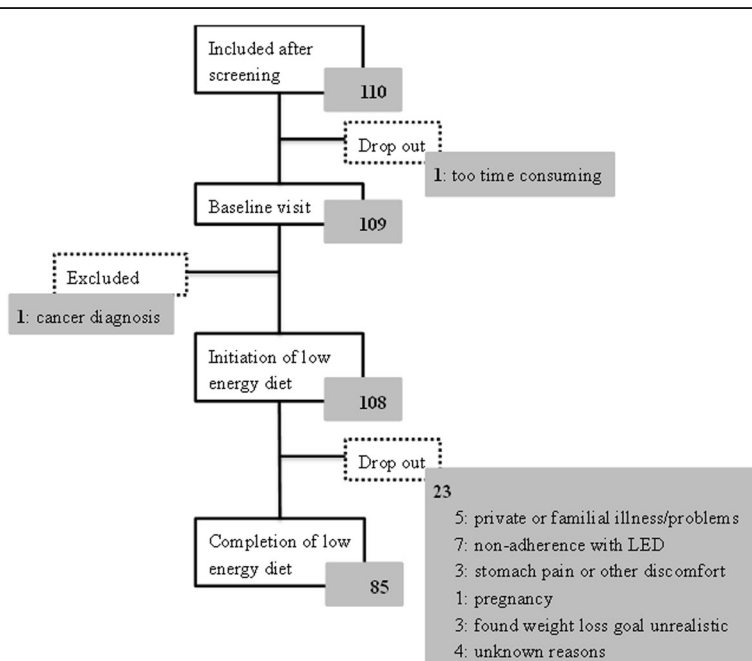 Included after
screening
110
Drop out
1: too time consuming
Baseline visit
109
Excluded
1: cancer diagnosis
Initiation of low
energy diet
108
Drop out
23
5: private or familial illness/problems
7: non-adherence with LED
3: stomach pain or other discomfort
1: pregnancy
3: found weight loss goal unrealistic
4: unknown reasons
Completion of low
energy diet
85